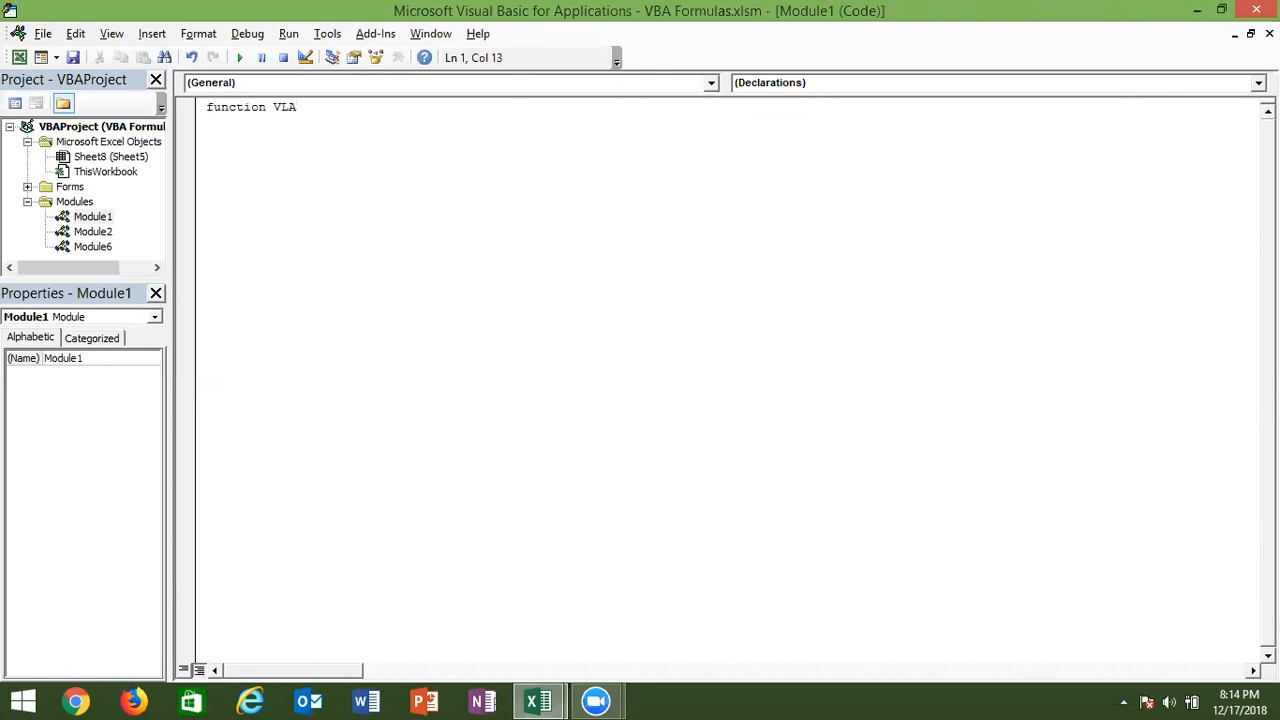 Microsoft Visual Basic for Applications - VBA Formulas.xlsm - [Module1 (Code)]
File Edit View Insert Format Debug Run Tools Add-Ins Window Help
Ln 1, Col 13
Project - VBAProject
(General)
(Declarations)
function VLA
VBAProject (VBA Formul
Microsoft Excel Objects
Sheet8 (Sheet5)
ThisWorkbook
Forms
Modules
Module1
Module2
Module6
Properties - Module1
Module1 Module
Alphabetic Categorized
(Name) Module1
8:14 PM
12/17/2018